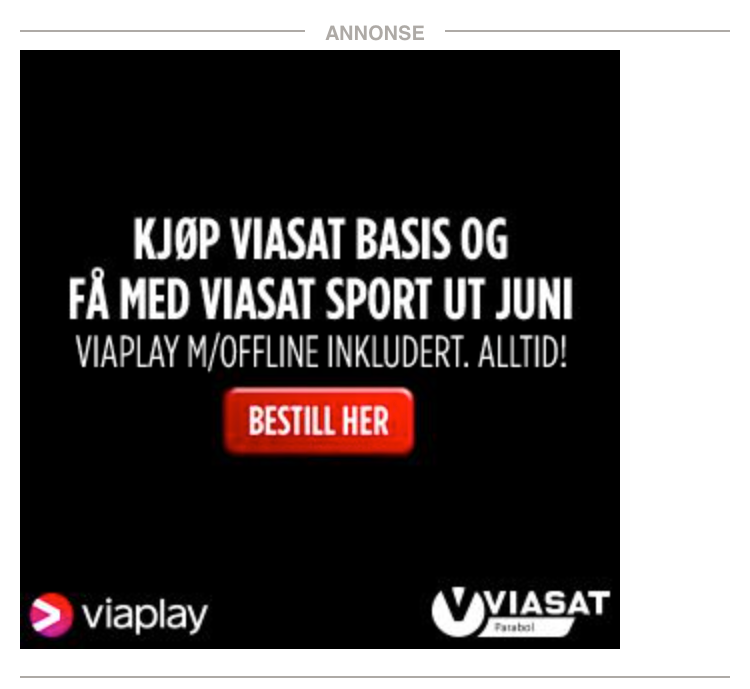 ANNONSE
KJØP VIASAT BASIS OG
FÅ MED VIASAT SPORT UT JUNI
VIAPLAY M/OFFLINE INKLUDERT. ALLTID!
BESTILL HER
viaplay
VIASAT
Parabol